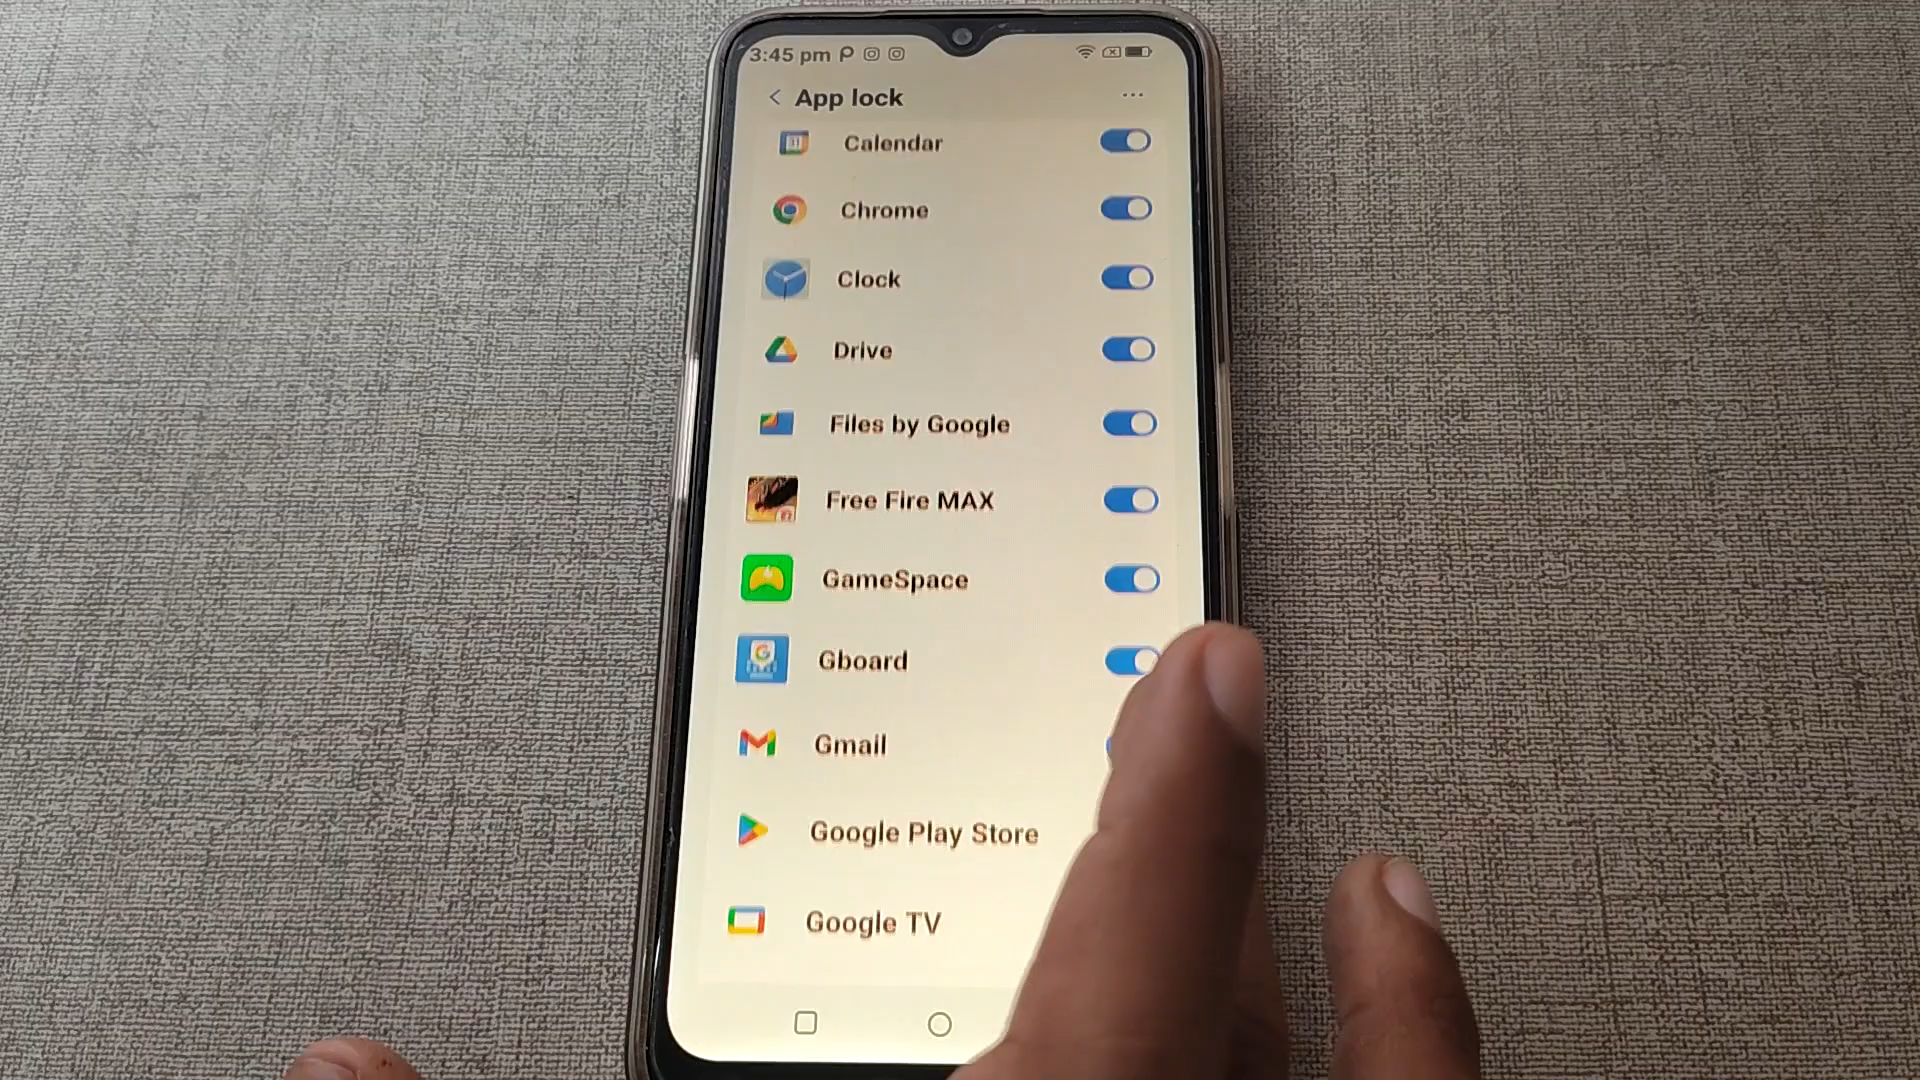 3:45 pm
App lock
31
Calendar
Chrome
Clock
Drive
Files by Google
Free Fire MAX
GameSpace
G
Gboard
Gmail
Google Play Store
Google TV